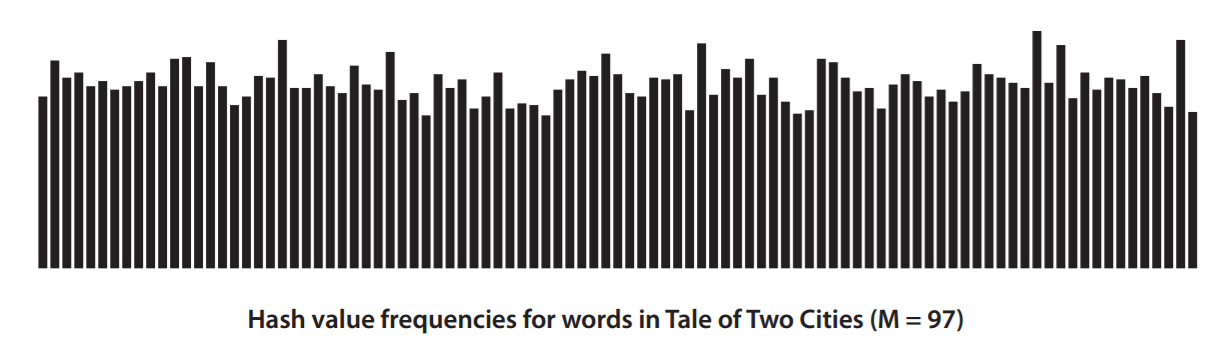 Hash value frequencies for words in Tale of Two Cities (M = 97)